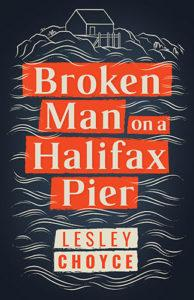 Broken
Man on a
Halifax
Pier
LESLEY
CHOYCE